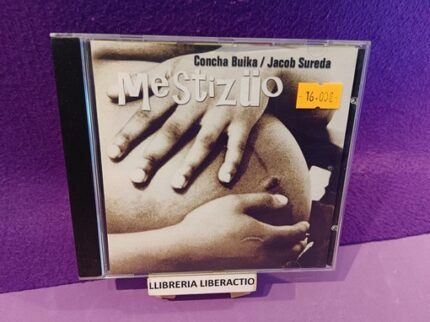 Concha Buika / Jacob Sureda
Mestizüo
16.00€
LLIBRERIA LIBERACTIO